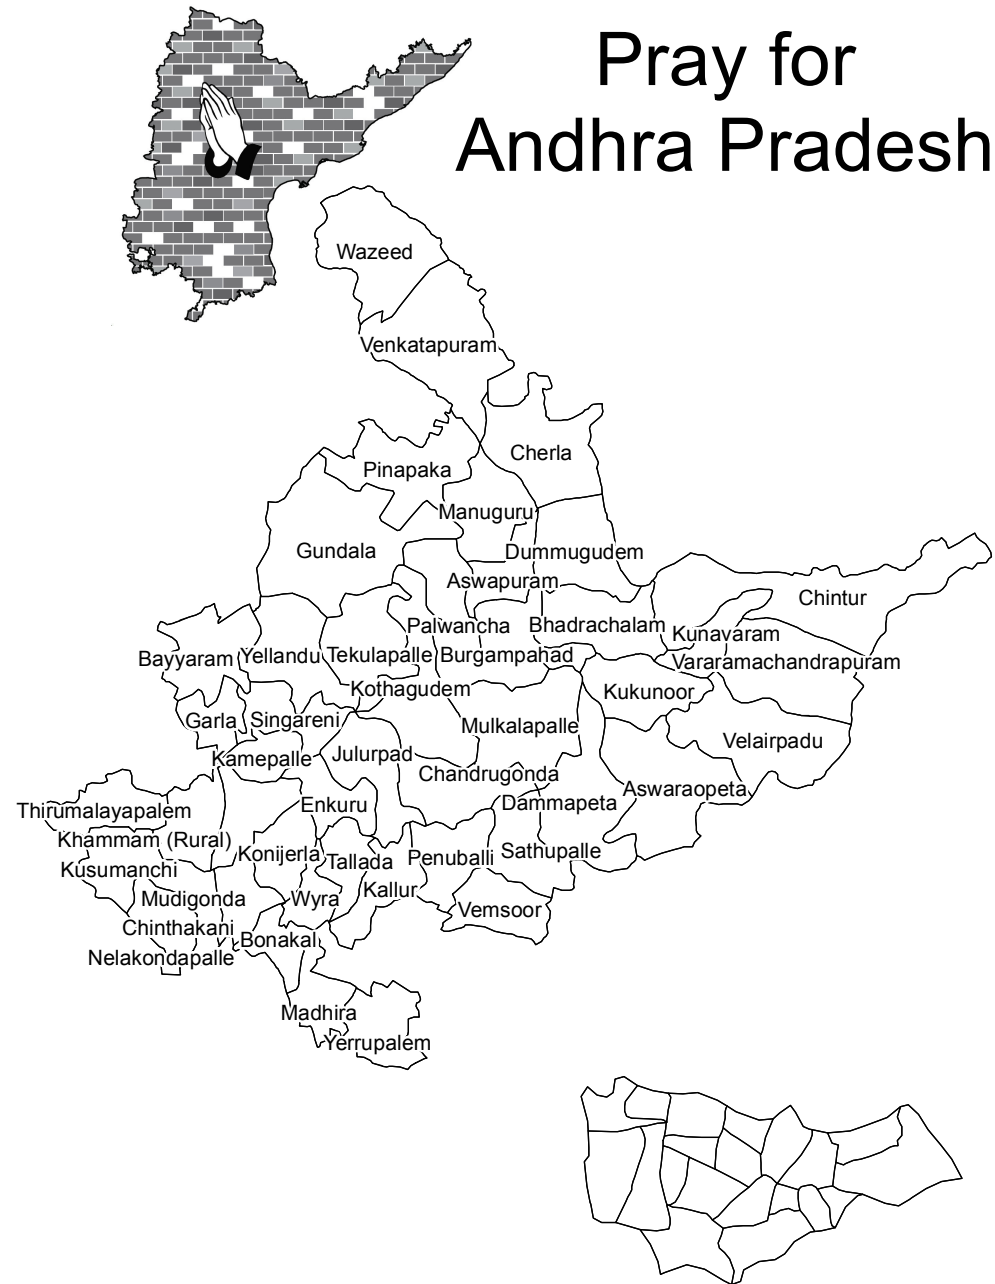 Pray for
Andhra Pradesh
Wazeed
Venkatapuram
Cherla
Pinapaka
Manuguru
Gundala
Dummugudem
Aswapuram
Chintur
Palwancha
Bhadrachalam
Kunavaram
Bayyaram
Yellandu
Tekulapalle
Burgampahad
Vararamachandrapuram
Kothagudem
Kukunoor
Garla
Singareni
Mulkalapalle
Velairpadu
Kamepalle
Julurpad
Chandrugonda
Aswaraopeta
Enkuru
Dammapeta
Thirumalayapalem
Khammam (Rural)
Konijerla
Tallada
Penuballi
Sathupalle
Kusumanchi
Kallur
Mudigonda
Wyra
Vemsoor
Chinthakani
Bonakal
Nelakondapalle
Madhira
Yerrupalem